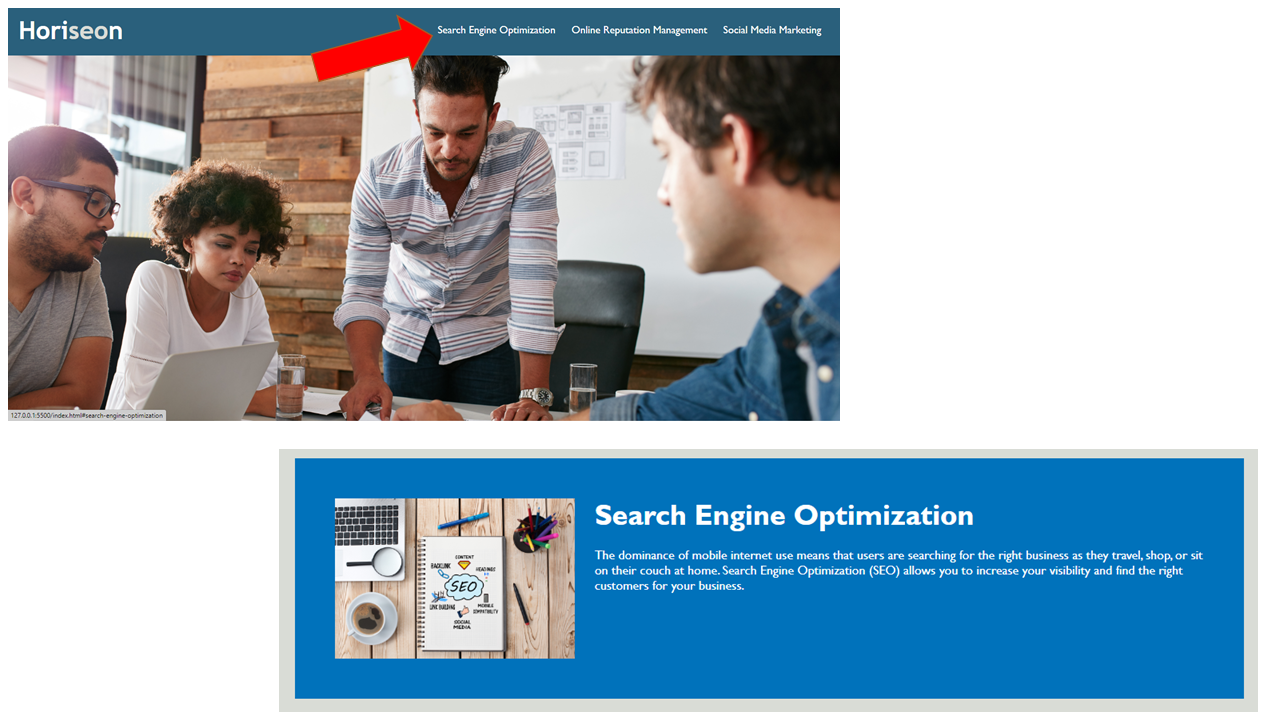 Horiseon
Search Engine Optimization
Online Reputation Management
Social Media Marketing
127.0.0.1:5500/index.html#search-engine-optimization
Search Engine Optimization
The dominance of mobile internet use means that users are searching for the right business as they travel, shop, or sit
on their couch at home. Search Engine Optimization (SEO) allows you to increase your visibility and find the right
customers for your business.
CONTENT
BACKLINK
HEADINGS
SEO
LINK BUILDING
MOBILE
COMPATIBILITY
SOCIAL
MEDIA